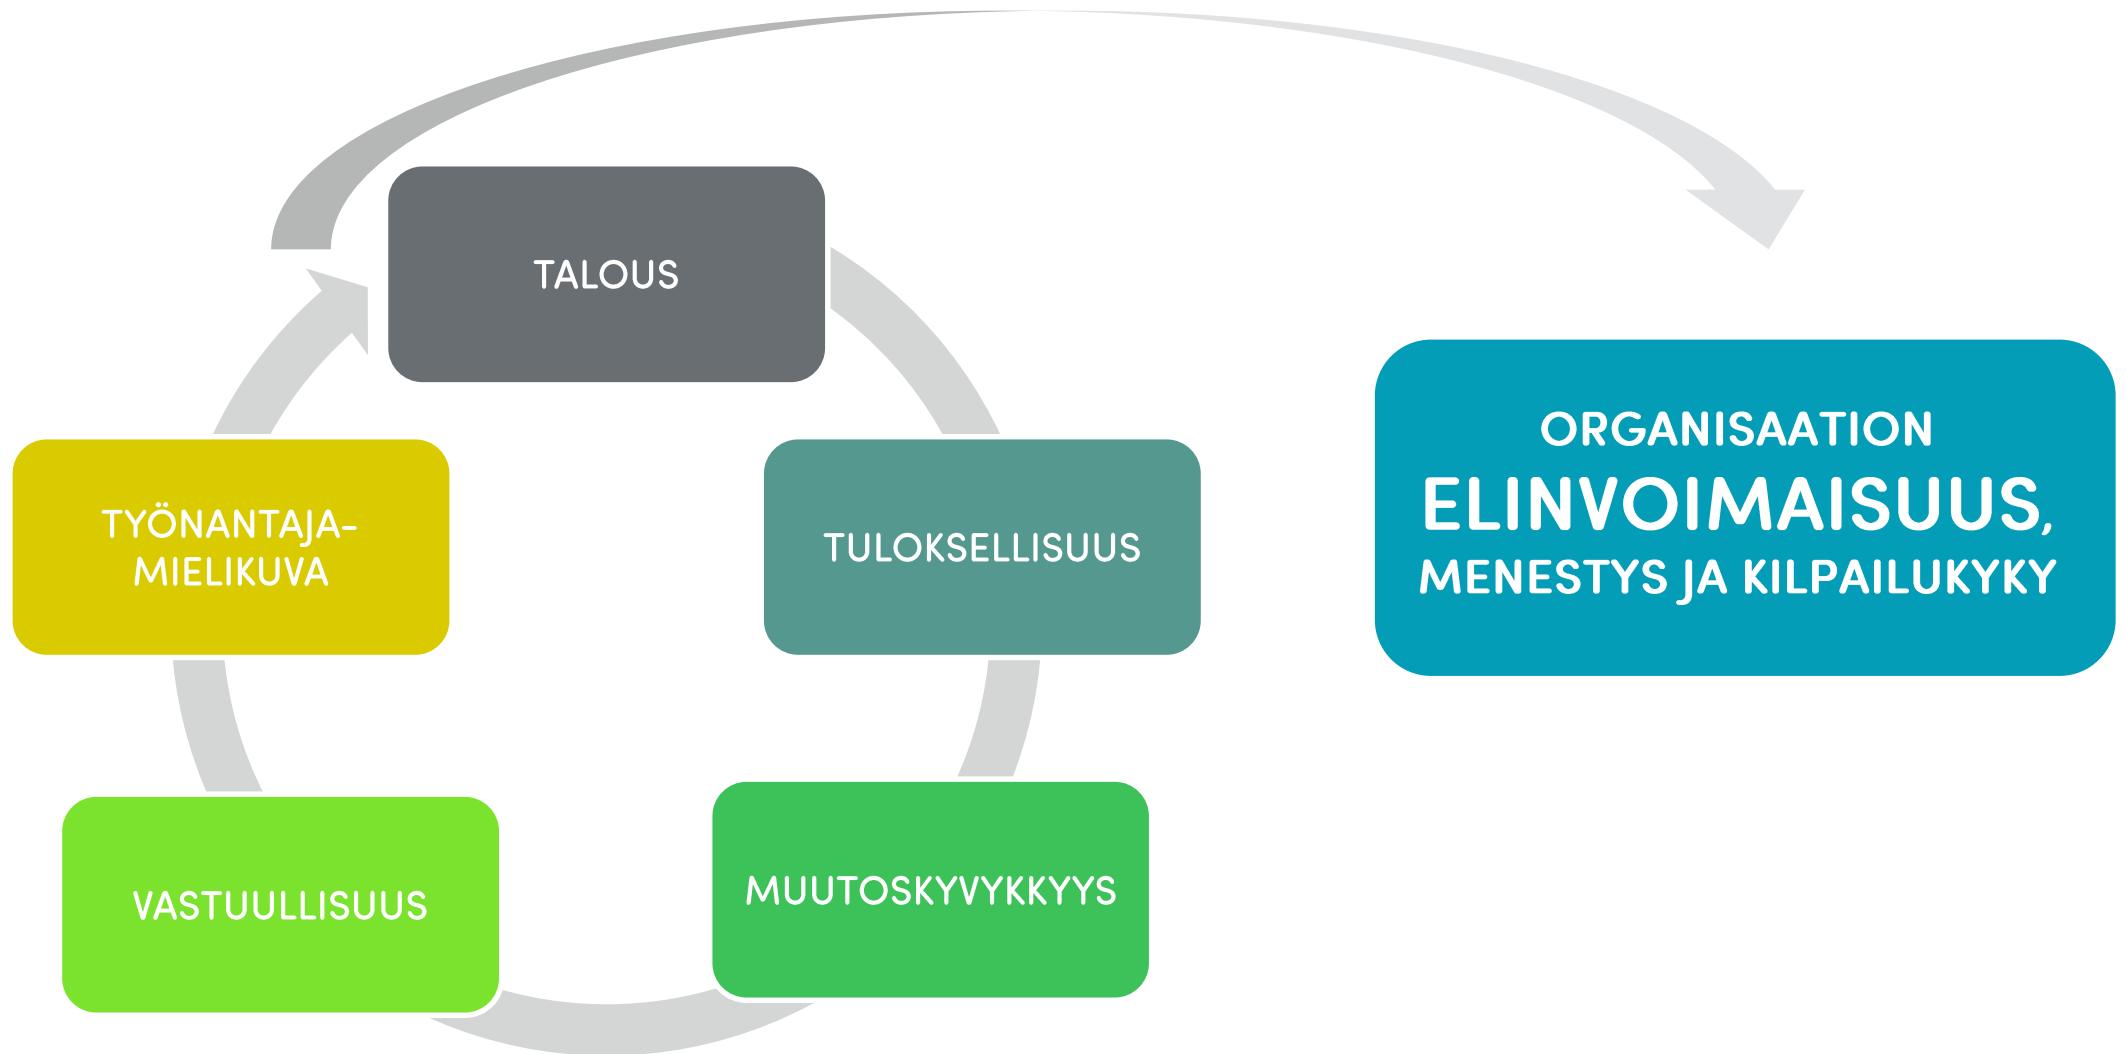 TALOUS
TYÖNANTAJA-
MIELIKUVA
TULOKSELLISUUS
VASTUULLISUUS
MUUTOSKYVYKKYYS
ORGANISAATION
ELINVOIMAISUUS,
MENESTYS JA KILPAILUKYKY